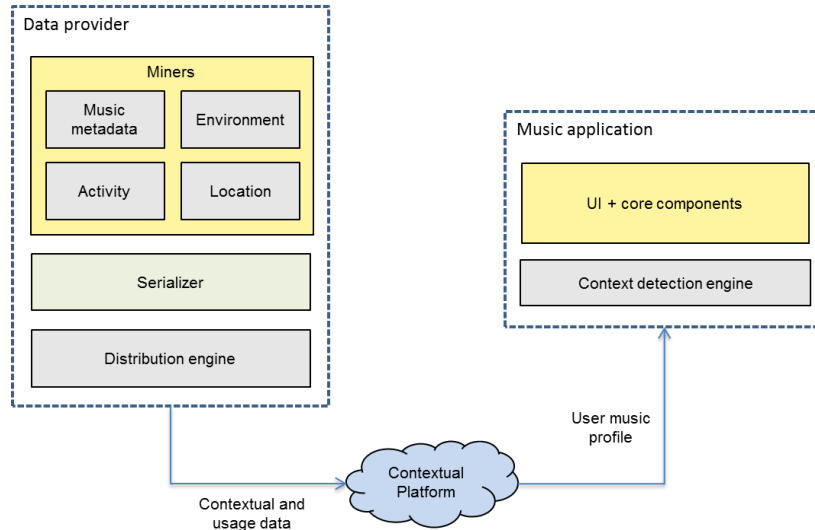 Data provider
Miners
Music
metadata
Environment
Activity
Location
Serializer
Distribution engine
Contextual and
usage data
Contextual
Platform
User music
profile
Music application
UI + core components
Context detection engine